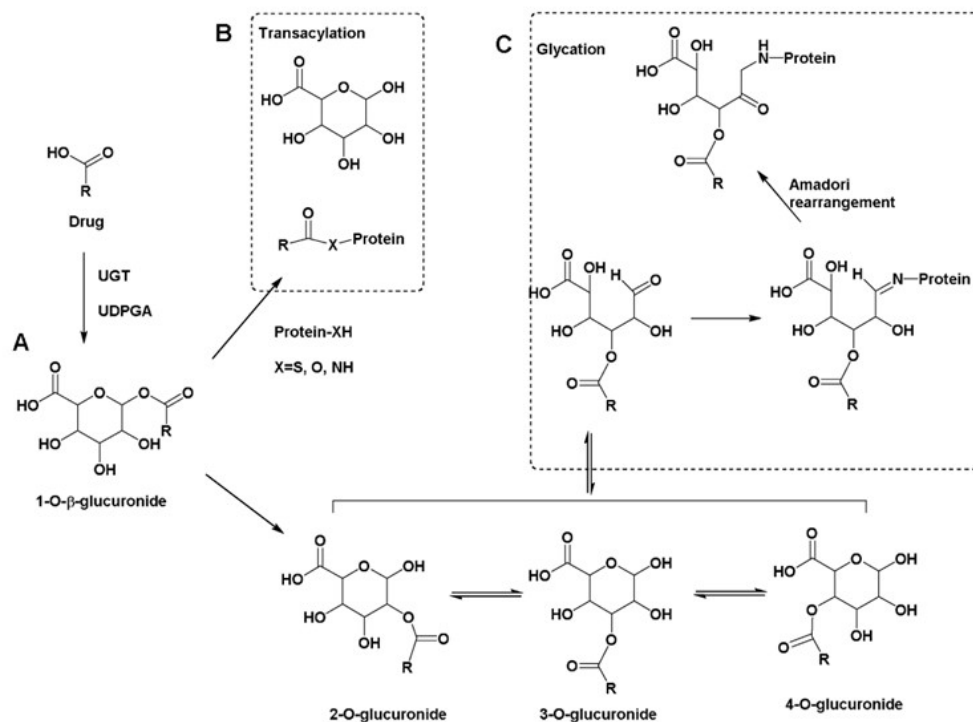 A
HO
O
R
Drug
UGT
UDPGA
O
HO
O
O
O
R
HO
OH
OH
1-O-β-glucuronide
B
Transacylation
O
HO
O
OH
HO
OH
OH
O
R
X
Protein
Protein-XH
X=S, O, NH
C
Glycation
O
OH
HO
HO
H
N
Protein
O
O
O
R
Amadori
rearrangement
O
OH
H
O
HO
HO
OH
O
O
R
O
OH
H
N
Protein
HO
HO
OH
O
O
R
O
HO
O
OH
HO
O
OH
O
R
2-O-glucuronide
O
HO
O
OH
HO
OH
O
O
R
3-O-glucuronide
O
HO
O
OH
O
OH
OH
O
R
4-O-glucuronide